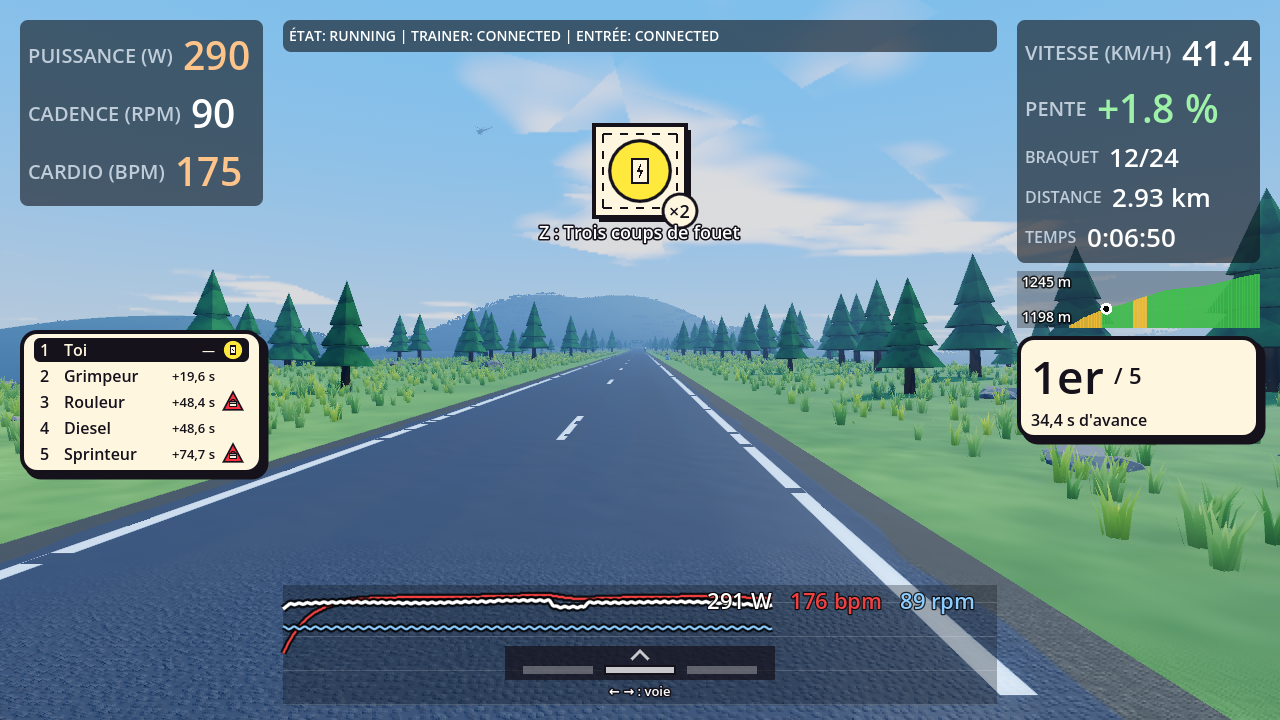 PUISSANCE (W) 290
CADENCE (RPM) 90
CARDIO (BPM) 175
ÉTAT: RUNNING | TRAINER: CONNECTED | ENTRÉE: CONNECTED
×2
Z : Trois coups de fouet
VITESSE (KM/H) 41.4
PENTE +1.8 %
BRAQUET 12/24
DISTANCE 2.93 km
TEMPS 0:06:50
1245 m
1198 m
1 Toi —
2 Grimpeur +19,6 s
3 Rouleur +48,4 s
4 Diesel +48,6 s
5 Sprinteur +74,7 s
1er / 5
34,4 s d'avance
291 W 176 bpm 89 rpm
← → : voie